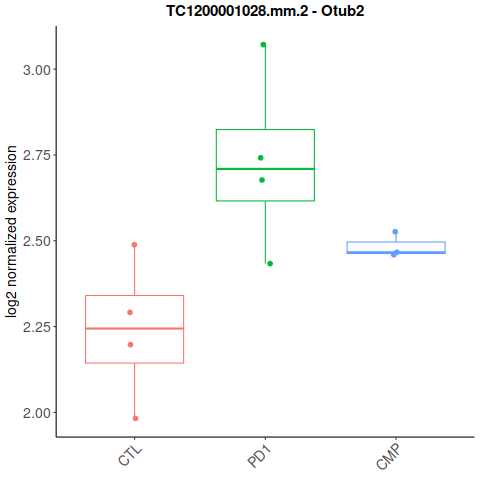 TC1200001028.mm.2 - Otub2
log2 normalized expression
3.00
2.75
2.50
2.25
2.00
CTL
PD1
CMP